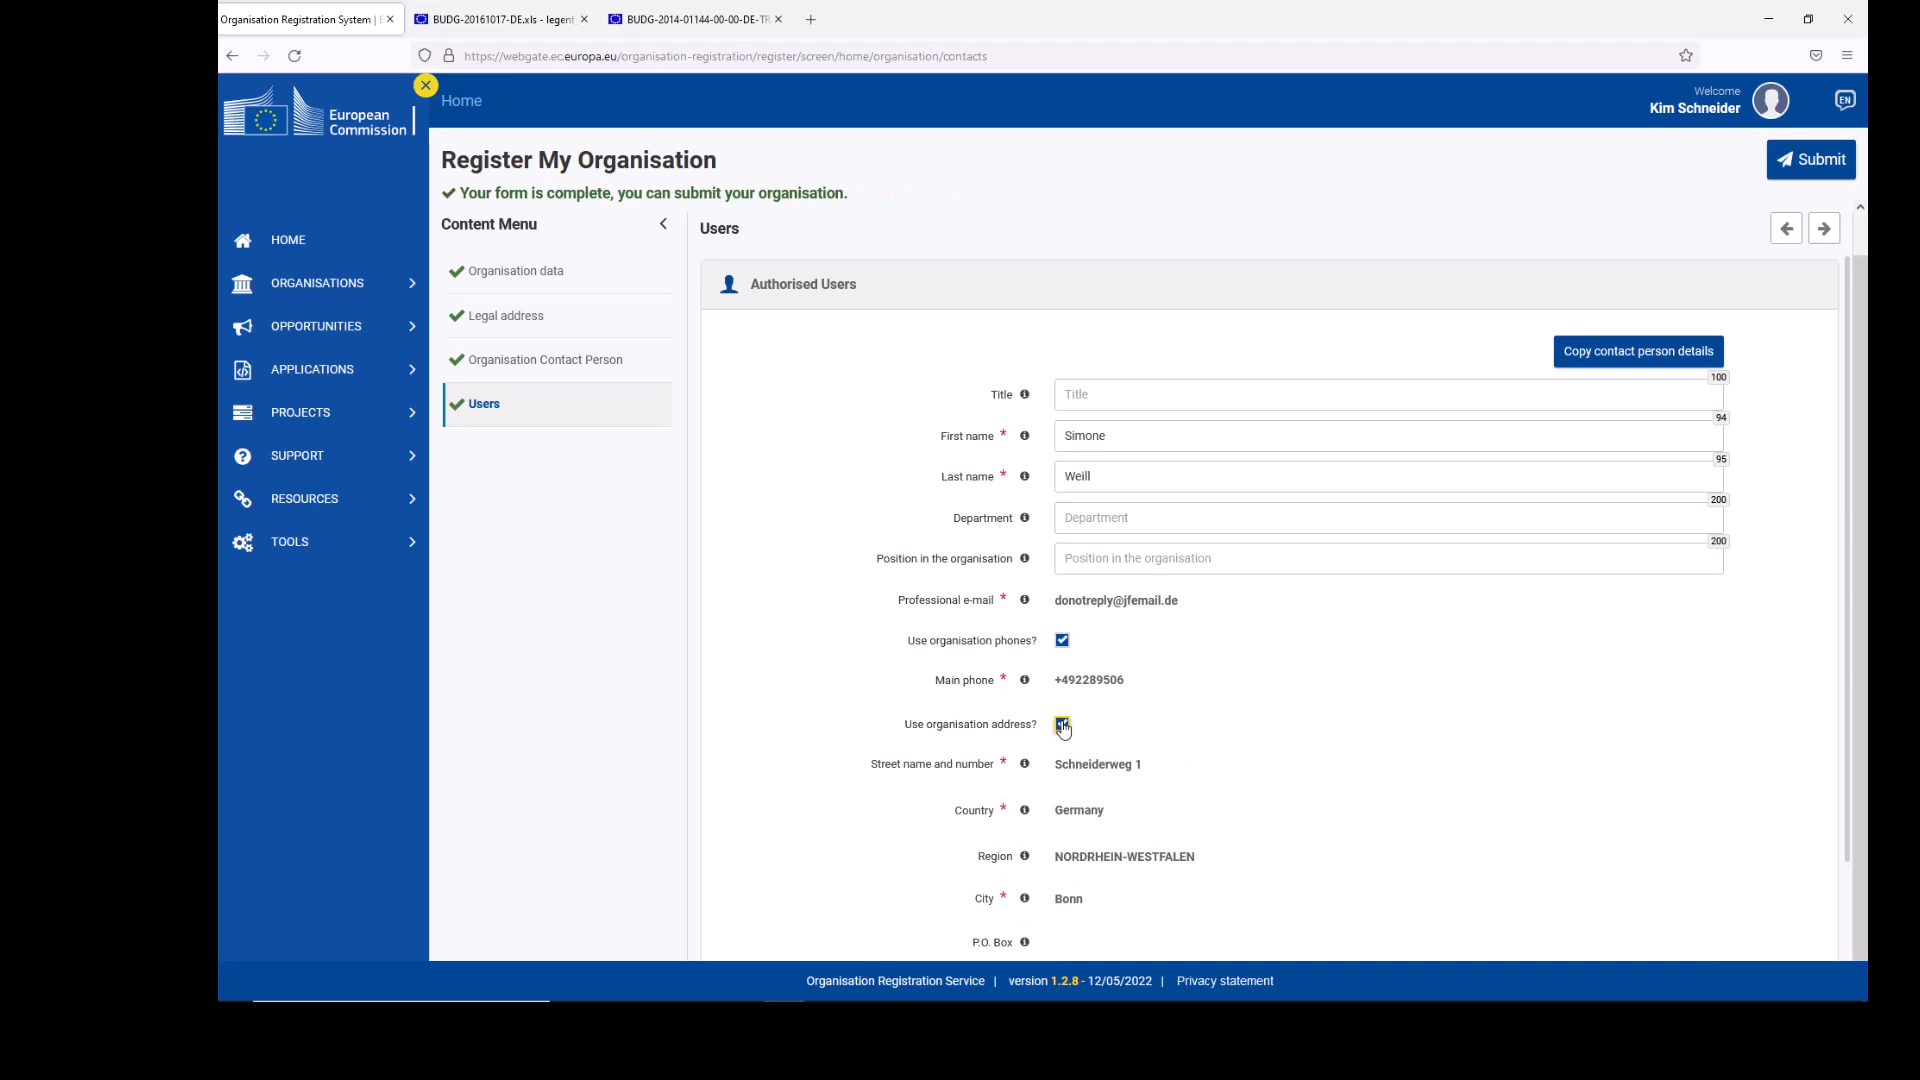 Organisation Registration System | E
BUDG-20161017-DE.xls - legent
BUDG-2014-01144-00-00-DE-TR
https://webgate.ec.europa.eu/organisation-registration/register/screen/home/organisation/contacts
European
Commission
Home
Welcome
Kim Schneider
EN
Register My Organisation
Submit
Your form is complete, you can submit your organisation.
Content Menu
Users
HOME
ORGANISATIONS
OPPORTUNITIES
APPLICATIONS
PROJECTS
SUPPORT
RESOURCES
TOOLS
Organisation data
Legal address
Organisation Contact Person
Users
Authorised Users
Copy contact person details
100
Title Title
94
First name * Simone
95
Last name * Weill
200
Department Department
200
Position in the organisation Position in the organisation
Professional e-mail * donotreply@jfemail.de
Use organisation phones?
Main phone * +492289506
Use organisation address?
Street name and number * Schneiderweg 1
Country * Germany
Region NORDRHEIN-WESTFALEN
City * Bonn
P.O. Box
Organisation Registration Service | version 1.2.8 - 12/05/2022 | Privacy statement